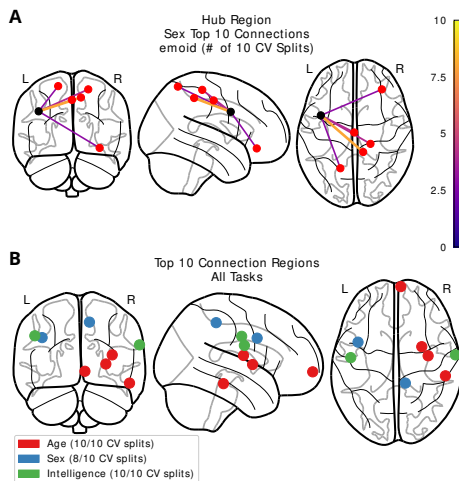 A
Hub Region
Sex Top 10 Connections
emoid (# of 10 CV Splits)
L
R
L
R
10
7.5
5.0
2.5
0
B
Top 10 Connection Regions
All Tasks
L
R
L
R
Age (10/10 CV splits)
Sex (8/10 CV splits)
Intelligence (10/10 CV splits)